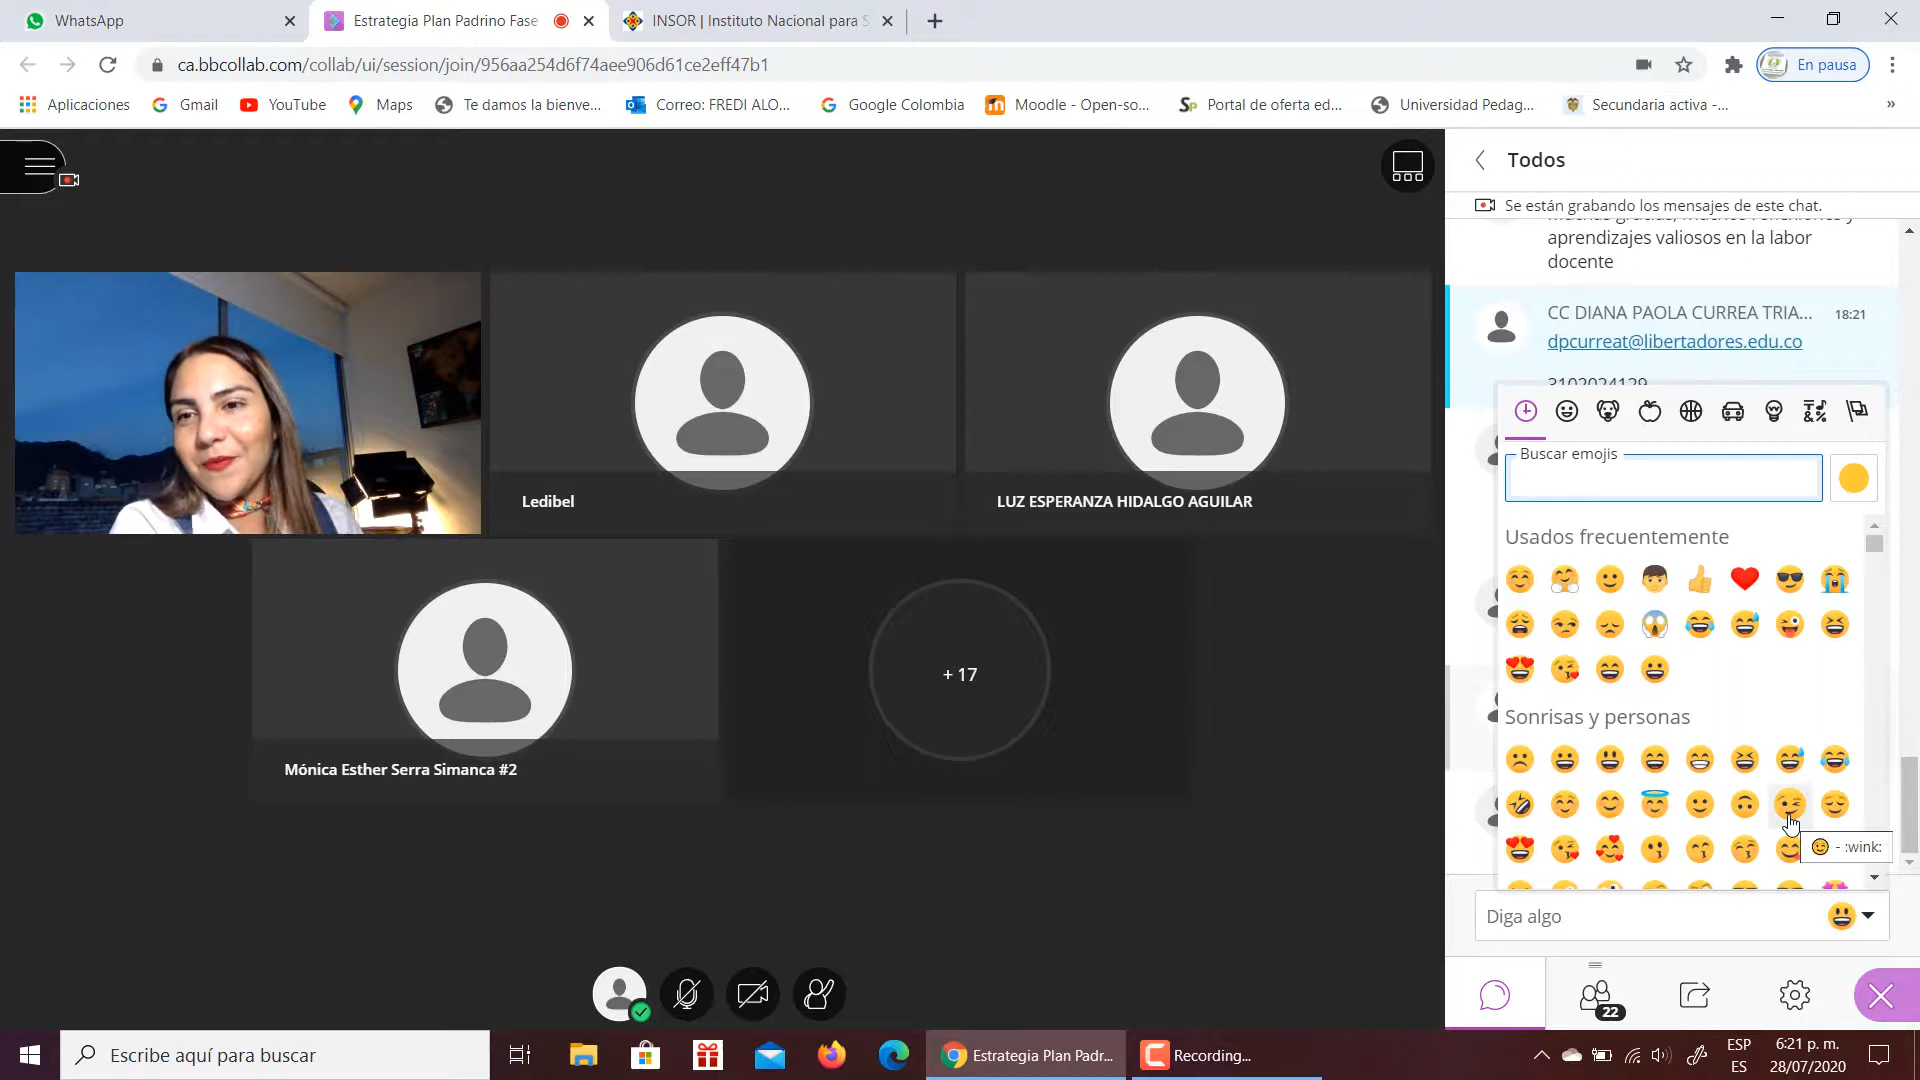 WhatsApp
Estrategia Plan Padrino Fase
INSOR | Instituto Nacional para S
ca.bbcollab.com/collab/ui/session/join/956aa254d6f74aee906d61ce2eff47b1
En pausa
Aplicaciones
Gmail
YouTube
Maps
Te damos la bienve...
Correo: FREDI ALO...
Google Colombia
Moodle - Open-so...
Portal de oferta ed...
Universidad Pedag...
Secundaria activa -...
»
Todos
Se están grabando los mensajes de este chat.
aprendizajes valiosos en la labor
docente
CC DIANA PAOLA CURREA TRIA...
18:21
dpcurreat@libertadores.edu.co
3102024129
Buscar emojis
Usados frecuentemente
Sonrisas y personas
- :wink:
Diga algo
22
Ledibel
LUZ ESPERANZA HIDALGO AGUILAR
Mónica Esther Serra Simanca #2
+ 17
Escribe aquí para buscar
Estrategia Plan Padr...
Recording...
ESP
ES
6:21 p. m.
28/07/2020